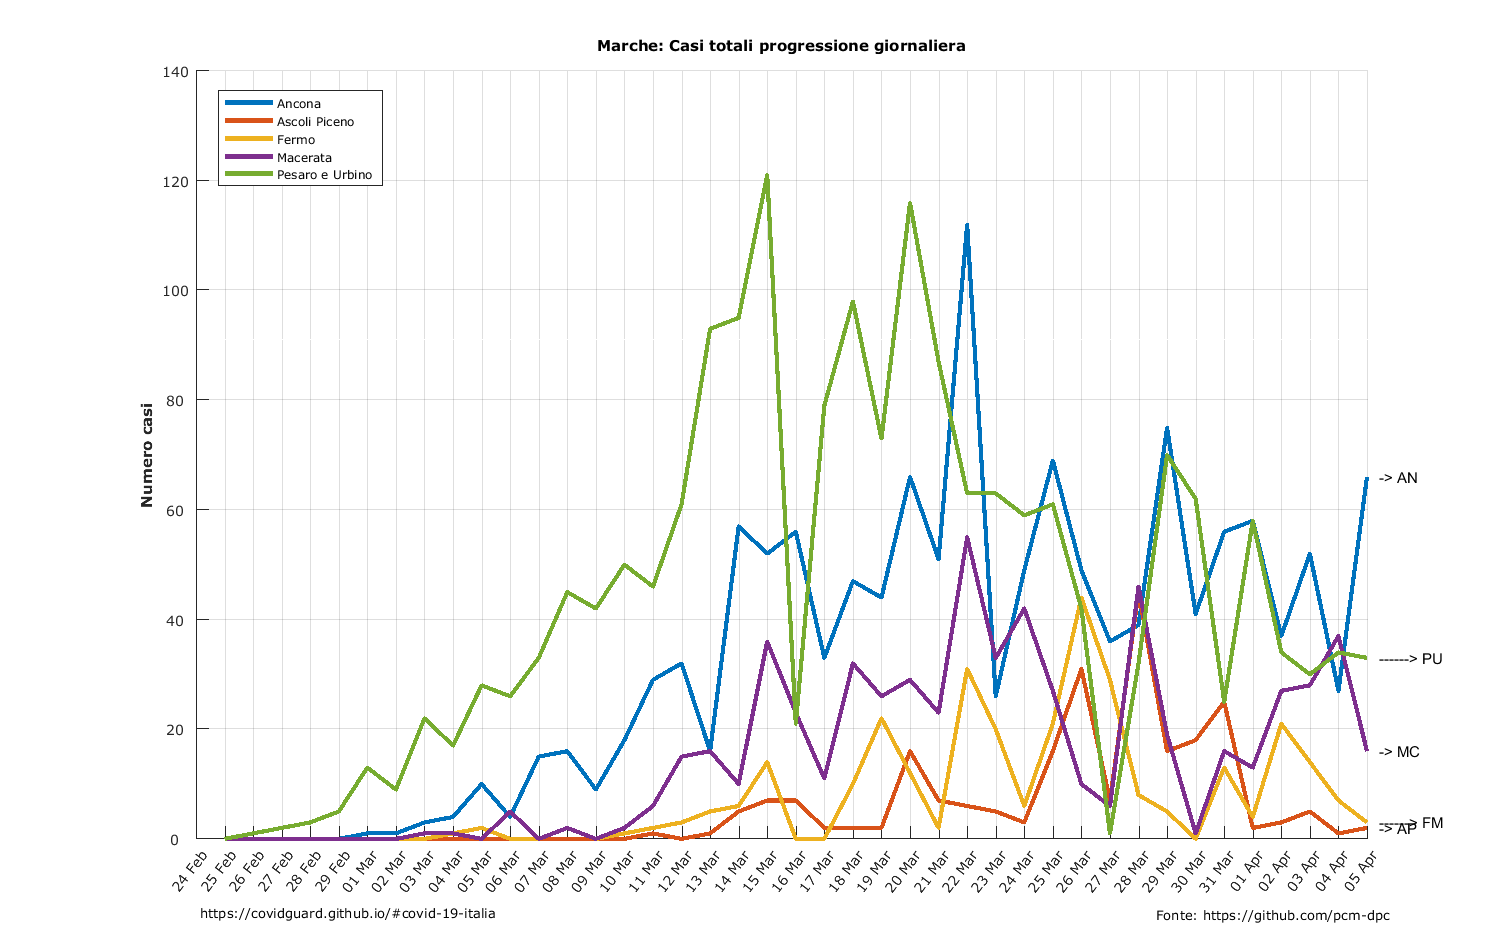 Marche: Casi totali progressione giornaliera
140
120
100
80
60
40
20
0
Numero casi
Ancona
Ascoli Piceno
Fermo
Macerata
Pesaro e Urbino
-> AN
------> PU
-> MC
------> FM
-> AP
24 Feb
25 Feb
26 Feb
27 Feb
28 Feb
29 Feb
01 Mar
02 Mar
03 Mar
04 Mar
05 Mar
06 Mar
07 Mar
08 Mar
09 Mar
10 Mar
11 Mar
12 Mar
13 Mar
14 Mar
15 Mar
16 Mar
17 Mar
18 Mar
19 Mar
20 Mar
21 Mar
22 Mar
23 Mar
24 Mar
25 Mar
26 Mar
27 Mar
28 Mar
29 Mar
30 Mar
31 Mar
01 Apr
02 Apr
03 Apr
04 Apr
05 Apr
https://covidguard.github.io/#covid-19-italia
Fonte: https://github.com/pcm-dpc